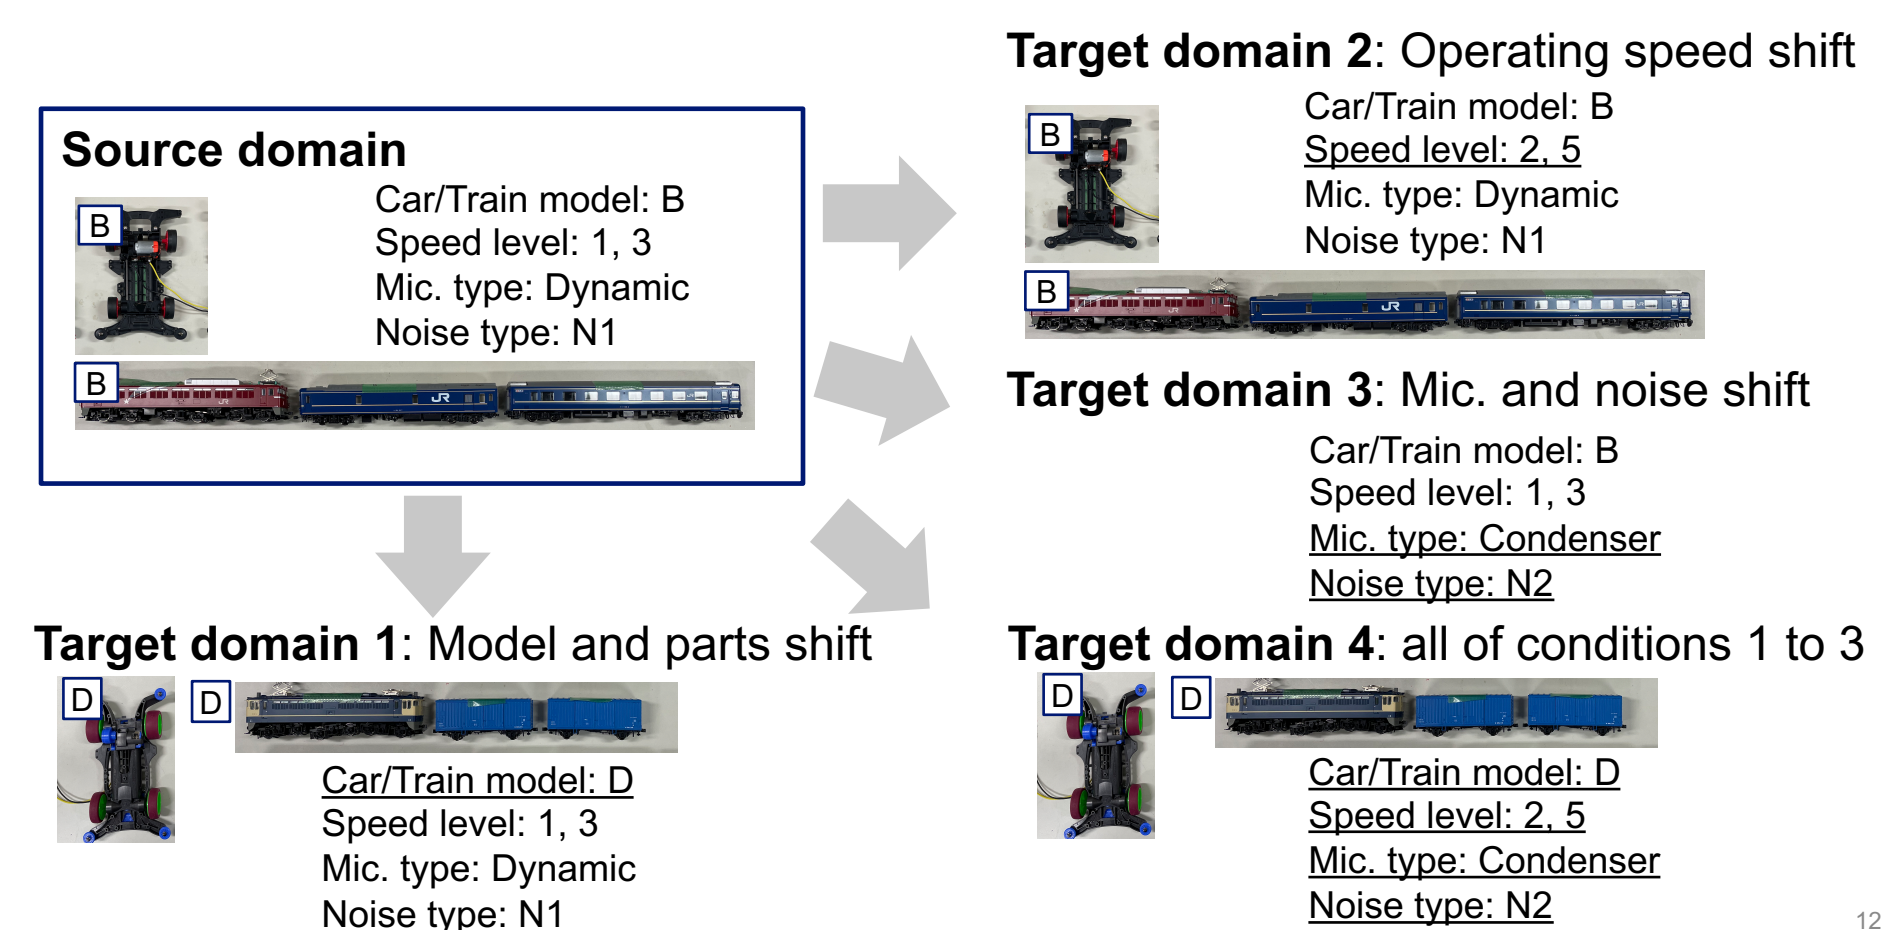 Source domain
B
Car/Train model: B
Speed level: 1, 3
Mic. type: Dynamic
Noise type: N1
B
JR
JR
Target domain 1: Model and parts shift
D
D
Car/Train model: D
Speed level: 1, 3
Mic. type: Dynamic
Noise type: N1
Target domain 2: Operating speed shift
B
Car/Train model: B
Speed level: 2, 5
Mic. type: Dynamic
Noise type: N1
B
JR
JR
Target domain 3: Mic. and noise shift
Car/Train model: B
Speed level: 1, 3
Mic. type: Condenser
Noise type: N2
Target domain 4: all of conditions 1 to 3
D
D
Car/Train model: D
Speed level: 2, 5
Mic. type: Condenser
Noise type: N2
12